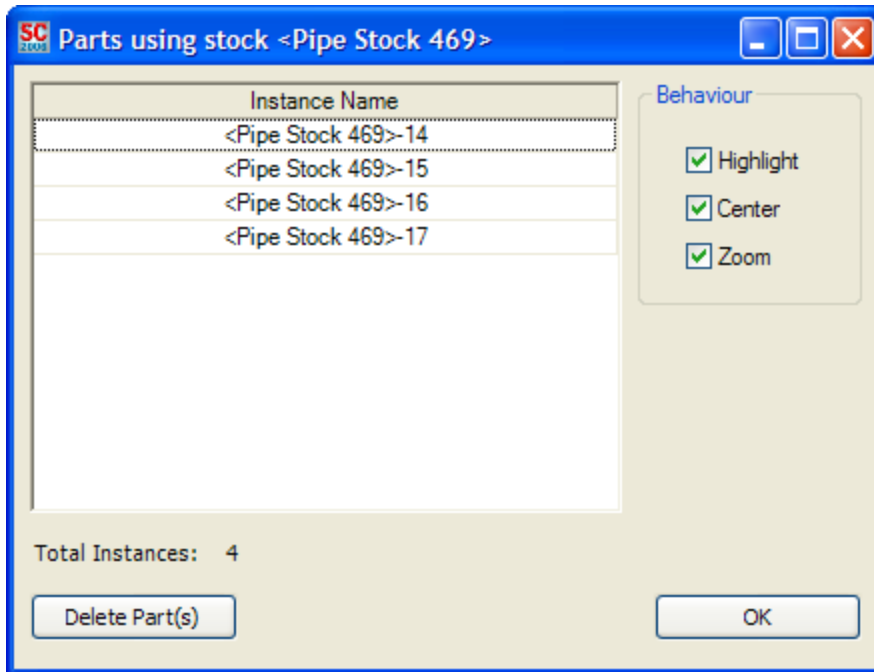 SC 2008 Parts using stock <Pipe Stock 469>
Instance Name
<Pipe Stock 469>-14
<Pipe Stock 469>-15
<Pipe Stock 469>-16
<Pipe Stock 469>-17
Behaviour
Highlight
Center
Zoom
Total Instances: 4
Delete Part(s)
OK